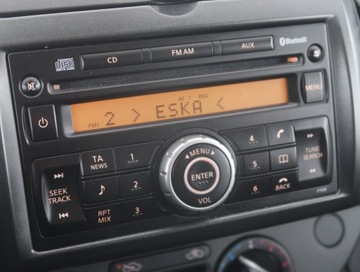 CD
FM·AM
AUX
Bluetooth
FM1 2 > ESKA <
MENU
TA
NEWS
1
4
SEEK
TRACK
2
5
TUNE
SEARCH
RPT
MIX
3
6
BACK
MENU
ENTER
VOL